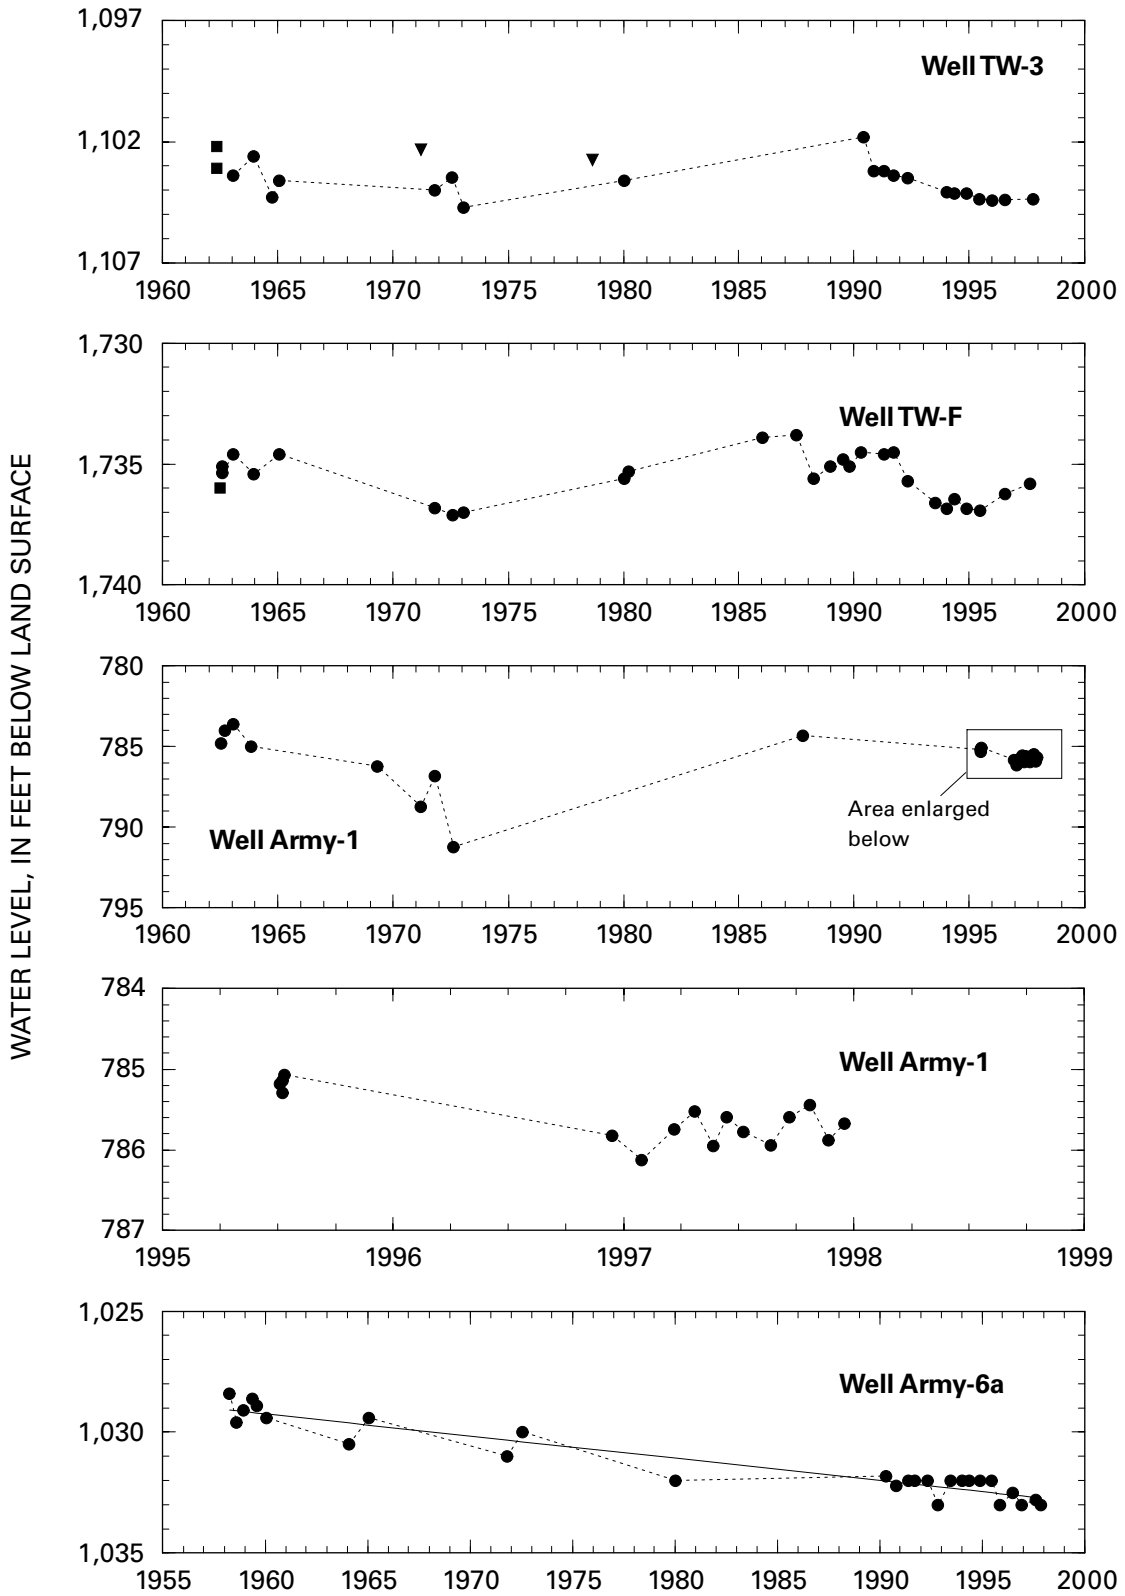 WATER LEVEL, IN FEET BELOW LAND SURFACE
1,097
Well TW-3
1,102
1,107
1960 1965 1970 1975 1980 1985 1990 1995 2000
1,730
Well TW-F
1,735
1,740
1960 1965 1970 1975 1980 1985 1990 1995 2000
780
785
Area enlarged
below
790
Well Army-1
795
1960 1965 1970 1975 1980 1985 1990 1995 2000
784
Well Army-1
785
786
787
1995 1996 1997 1998 1999
1,025
Well Army-6a
1,030
1,035
1955 1960 1965 1970 1975 1980 1985 1990 1995 2000